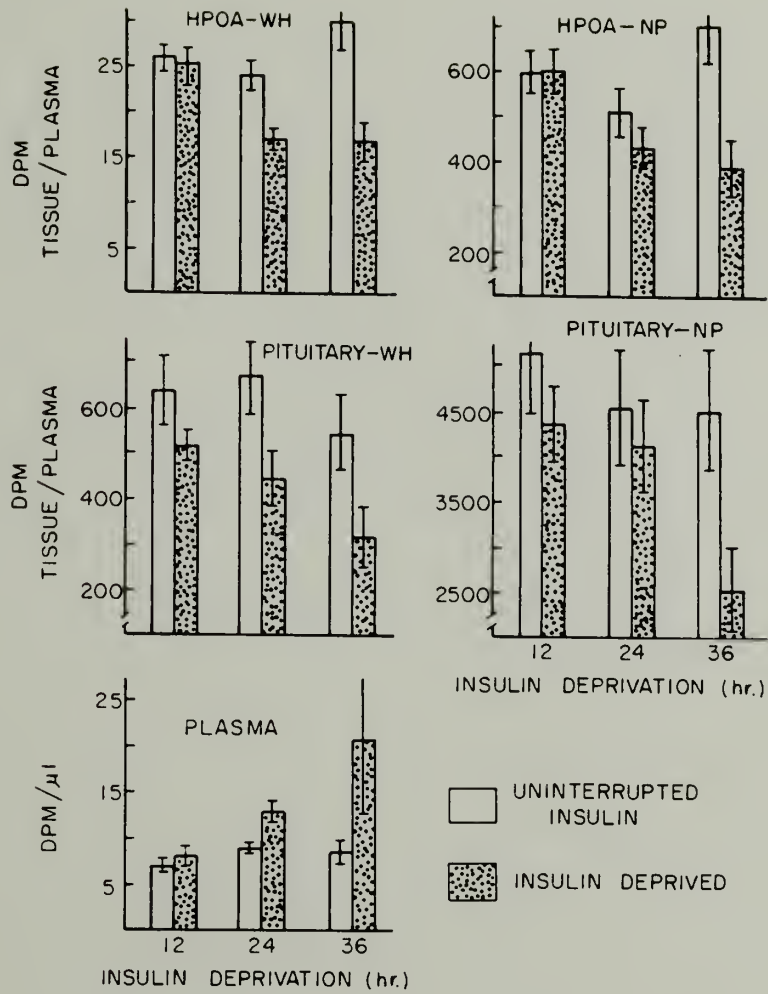 HPOA-WH
25
15
5
DPM
TISSUE/PLASMA
HPOA-NP
600
400
200
PITUITARY-WH
600
400
200
DPM
TISSUE/PLASMA
PITUITARY-NP
4500
3500
2500
12 24 36
INSULIN DEPRIVATION (hr.)
PLASMA
25
15
5
DPM/µl
12 24 36
INSULIN DEPRIVATION (hr.)
UNINTERRUPTED
INSULIN
INSULIN DEPRIVED